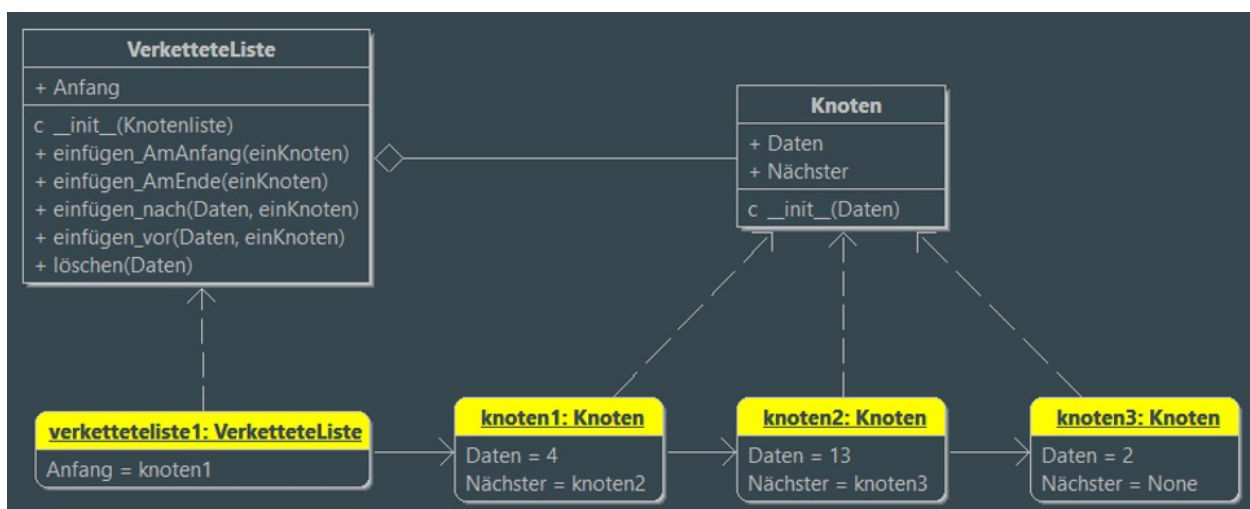 VerketteteListe
+ Anfang
c __init__(Knotenliste)
+ einfügen_AmAnfang(einKnoten)
+ einfügen_AmEnde(einKnoten)
+ einfügen_nach(Daten, einKnoten)
+ einfügen_vor(Daten, einKnoten)
+ löschen(Daten)
Knoten
+ Daten
+ Nächster
c __init__(Daten)
verketteteliste1: VerketteteListe
Anfang = knoten1
knoten1: Knoten
Daten = 4
Nächster = knoten2
knoten2: Knoten
Daten = 13
Nächster = knoten3
knoten3: Knoten
Daten = 2
Nächster = None